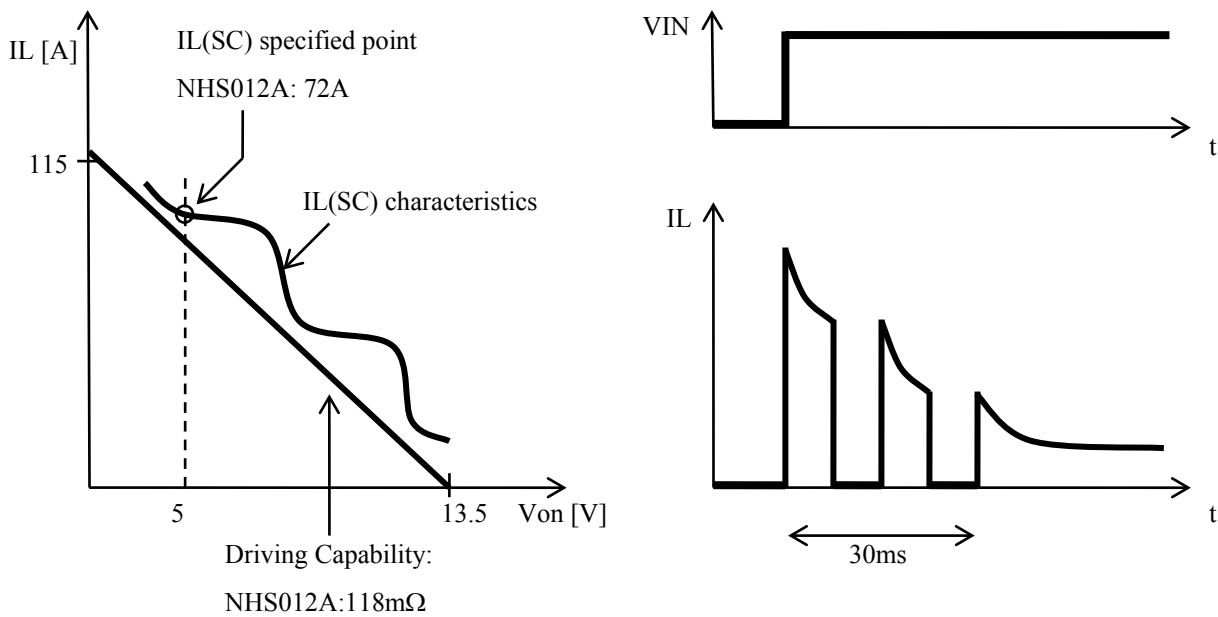 IL [A]
IL(SC) specified point
NHS012A: 72A
115
IL(SC) characteristics
5
13.5
Von [V]
Driving Capability:
NHS012A:118mΩ
VIN
t
IL
t
30ms